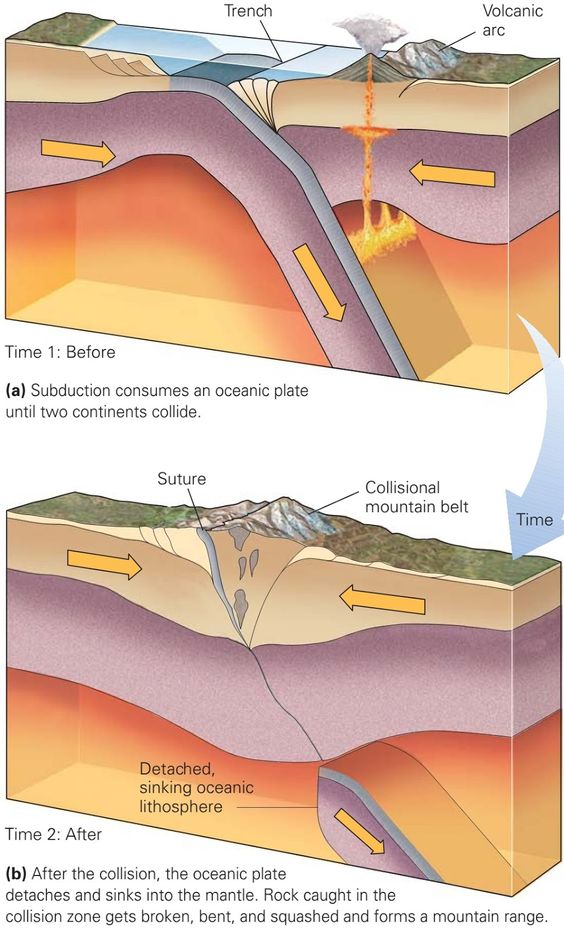 Trench
Volcanic
arc
Time 1: Before
(a) Subduction consumes an oceanic plate
until two continents collide.
Suture
Collisional
mountain belt
Time
Detached,
sinking oceanic
lithosphere
Time 2: After
(b) After the collision, the oceanic plate
detaches and sinks into the mantle. Rock caught in the
collision zone gets broken, bent, and squashed and forms a mountain range.